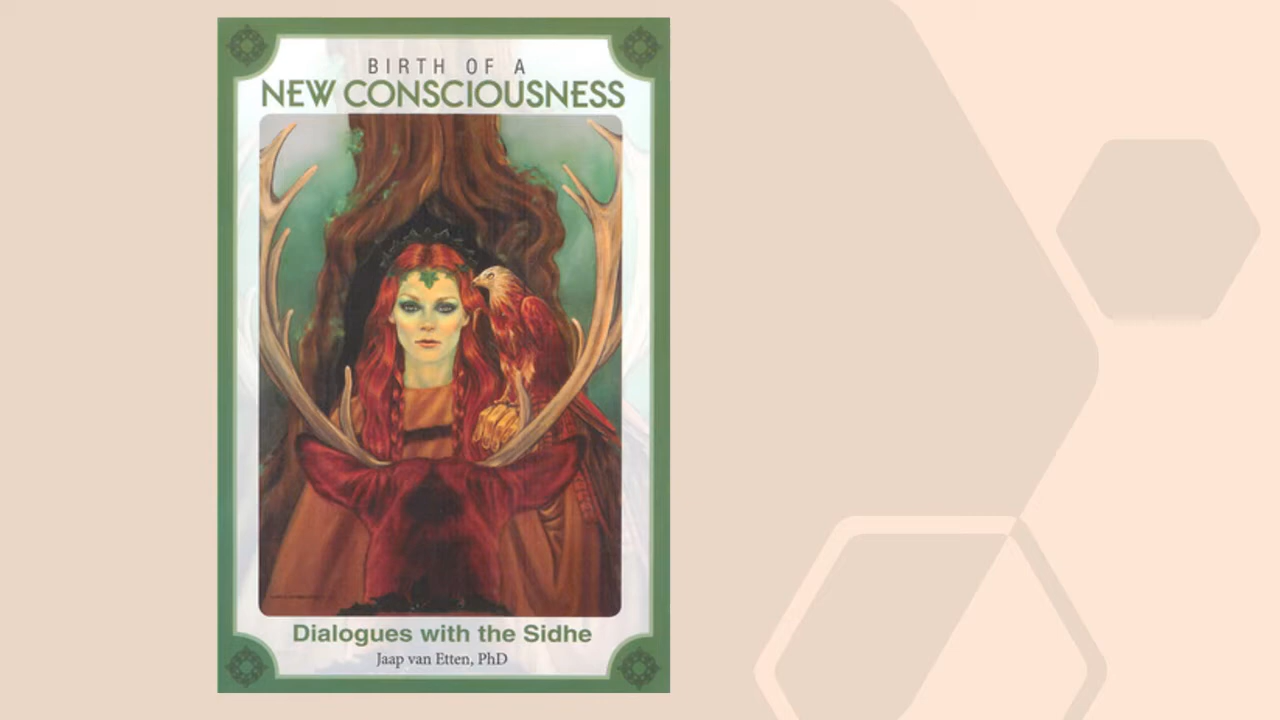 BIRTH OF A
NEW CONSCIOUSNESS
Dialogues with the Sidhe
Jaap van Etten, PhD